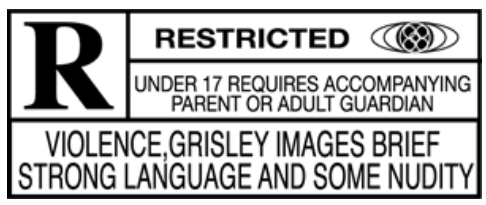 R
RESTRICTED
UNDER 17 REQUIRES ACCOMPANYING
PARENT OR ADULT GUARDIAN
VIOLENCE,GRISLEY IMAGES BRIEF
STRONG LANGUAGE AND SOME NUDITY